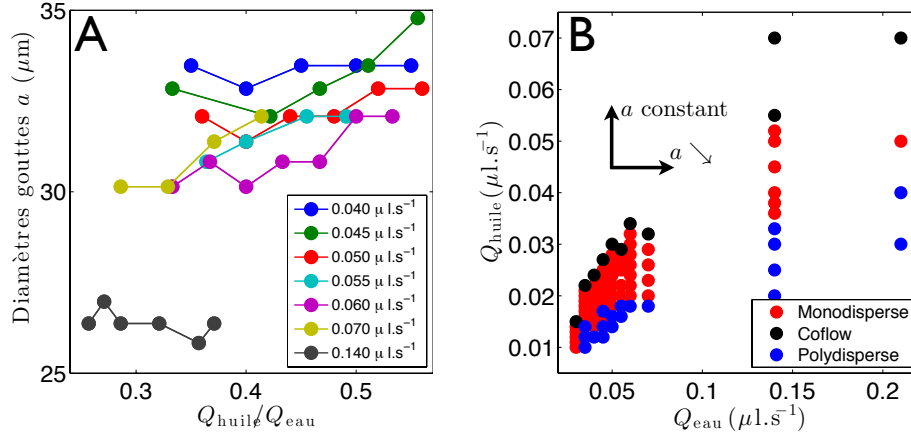 A
Diamètres gouttes a (μm)
35
30
25
0.3
0.4
0.5
Q_huile/Q_eau
0.040 μ l.s⁻¹
0.045 μ l.s⁻¹
0.050 μ l.s⁻¹
0.055 μ l.s⁻¹
0.060 μ l.s⁻¹
0.070 μ l.s⁻¹
0.140 μ l.s⁻¹
B
Q_huile (μl.s⁻¹)
0.07
0.06
0.05
0.04
0.03
0.02
0.01
a constant
a ↘
Monodisperse
Coflow
Polydisperse
0.05
0.1
0.15
0.2
Q_eau (μl.s⁻¹)